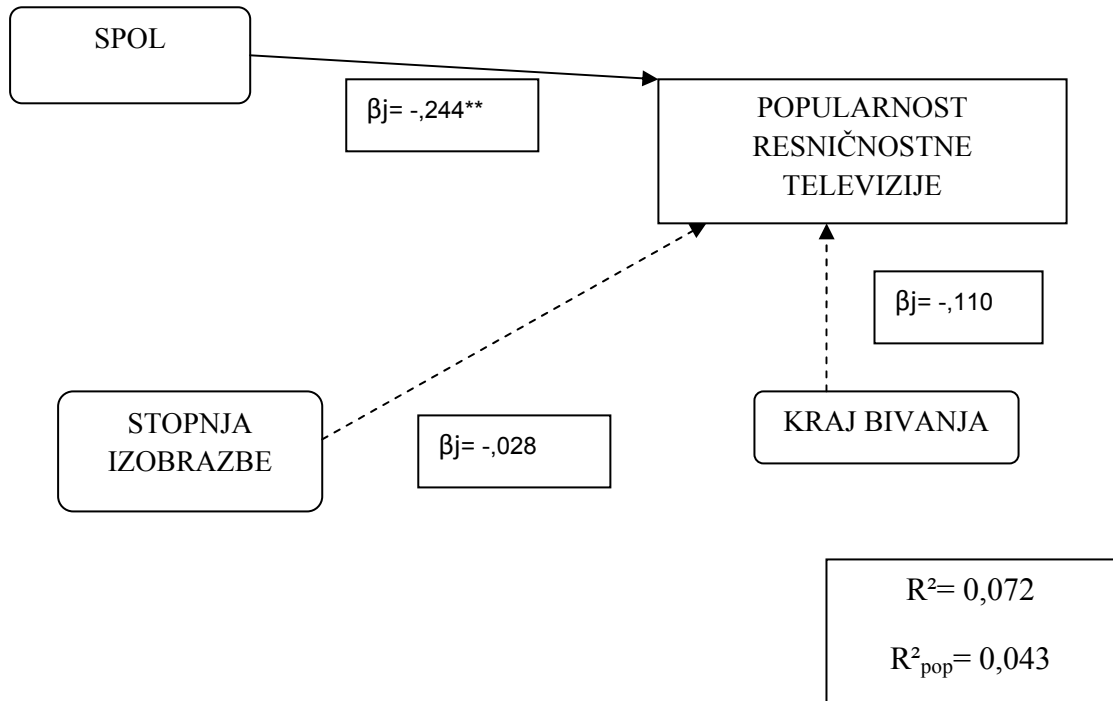 SPOL
βj= -,244**
POPULARNOST
RESNIČNOSTNE
TELEVIZIJE
βj= -,110
STOPNJA
IZOBRAZBE
βj= -,028
KRAJ BIVANJA
R²= 0,072
R²pop= 0,043